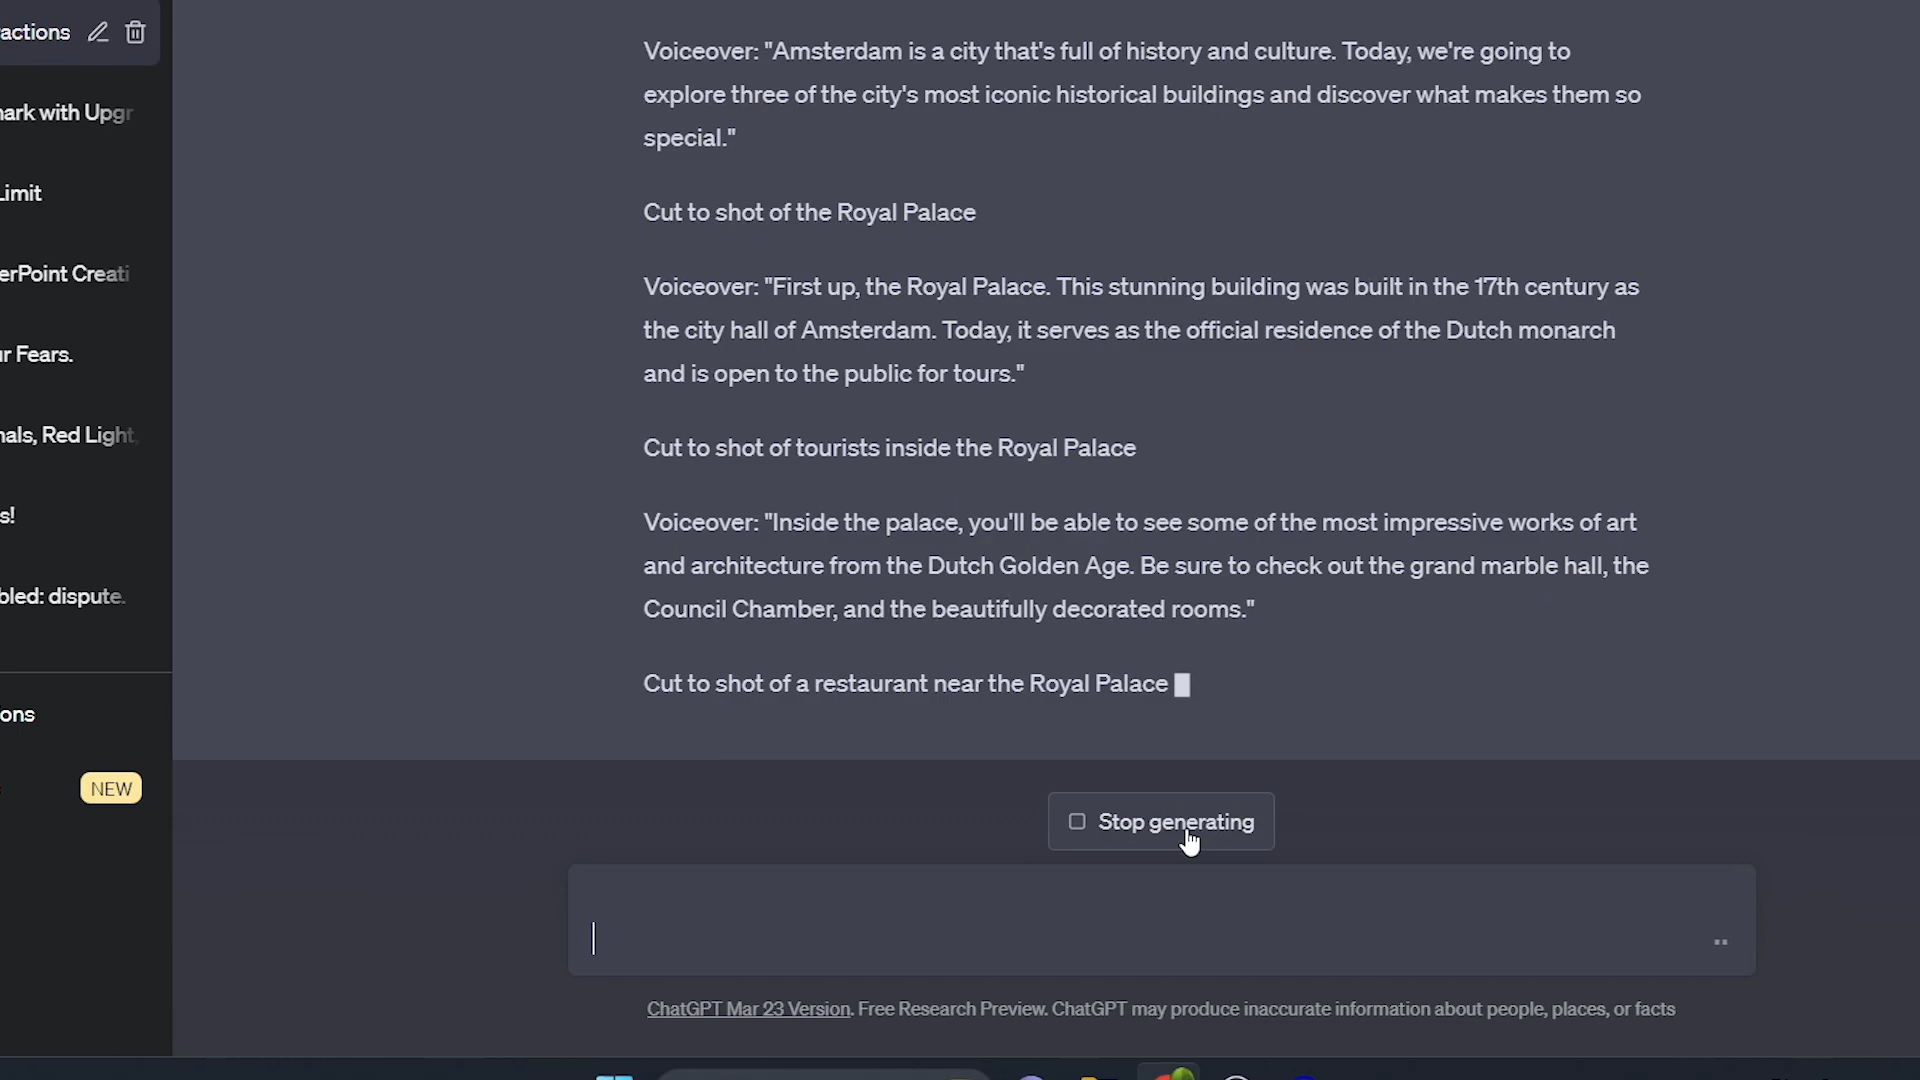 actions
mark with Upgr
Limit
erPoint Creati
ur Fears.
nals, Red Light,
s!
bled: dispute.
ons
NEW
Voiceover: "Amsterdam is a city that's full of history and culture. Today, we're going to
explore three of the city's most iconic historical buildings and discover what makes them so
special."
Cut to shot of the Royal Palace
Voiceover: "First up, the Royal Palace. This stunning building was built in the 17th century as
the city hall of Amsterdam. Today, it serves as the official residence of the Dutch monarch
and is open to the public for tours."
Cut to shot of tourists inside the Royal Palace
Voiceover: "Inside the palace, you'll be able to see some of the most impressive works of art
and architecture from the Dutch Golden Age. Be sure to check out the grand marble hall, the
Council Chamber, and the beautifully decorated rooms."
Cut to shot of a restaurant near the Royal Palace
Stop generating
ChatGPT Mar 23 Version. Free Research Preview. ChatGPT may produce inaccurate information about people, places, or facts